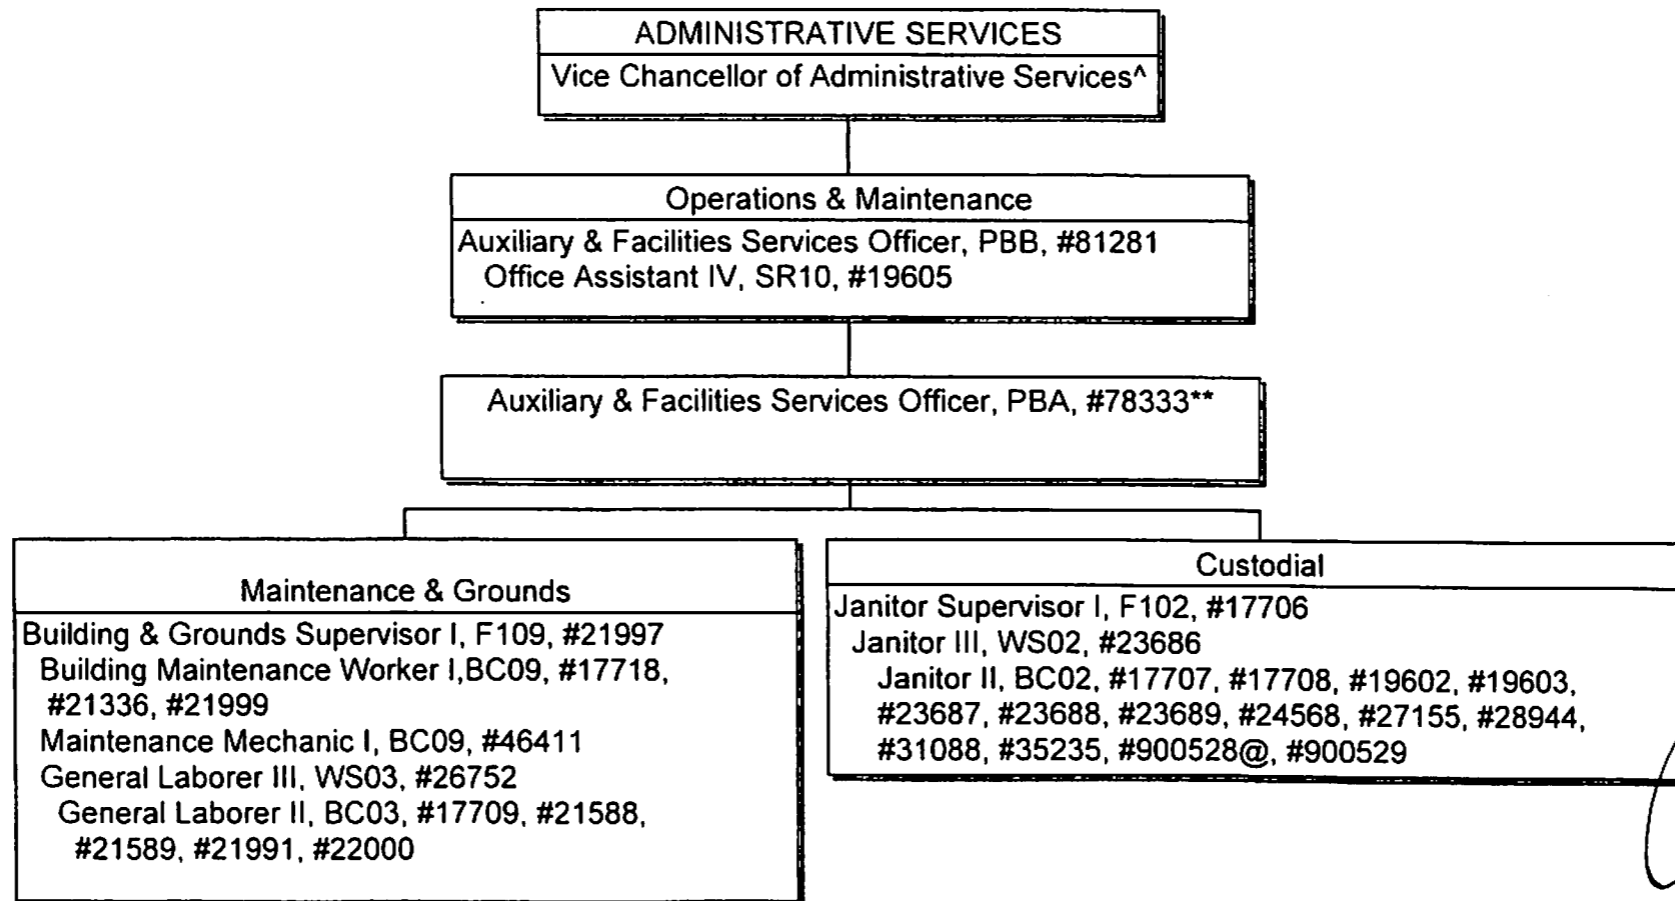 ADMINISTRATIVE SERVICES
Vice Chancellor of Administrative Services^
Operations & Maintenance
Auxiliary & Facilities Services Officer, PBB, #81281
Office Assistant IV, SR10, #19605
Auxiliary & Facilities Services Officer, PBA, #78333**
Maintenance & Grounds
Building & Grounds Supervisor I, F109, #21997
Building Maintenance Worker I,BC09, #17718,
#21336, #21999
Maintenance Mechanic I, BC09, #46411
General Laborer III, WS03, #26752
General Laborer II, BC03, #17709, #21588,
#21589, #21991, #22000
Custodial
Janitor Supervisor I, F102, #17706
Janitor III, WS02, #23686
Janitor II, BC02, #17707, #17708, #19602, #19603,
#23687, #23688, #23689, #24568, #27155, #28944,
#31088, #35235, #900528@, #900529